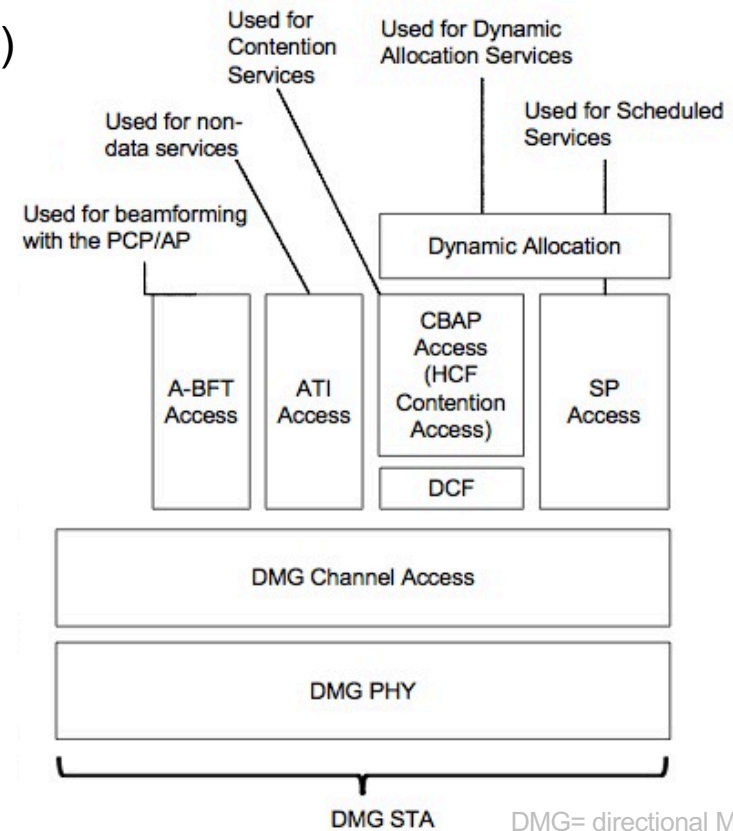 )
Used for
Contention
Services
Used for Dynamic
Allocation Services
Used for non-
data services
Used for Scheduled
Services
Used for beamforming
with the PCP/AP
Dynamic Allocation
A-BFT
Access
ATI
Access
CBAP
Access
(HCF
Contention
Access)
SP
Access
DCF
DMG Channel Access
DMG PHY
DMG STA
DMG= directional M